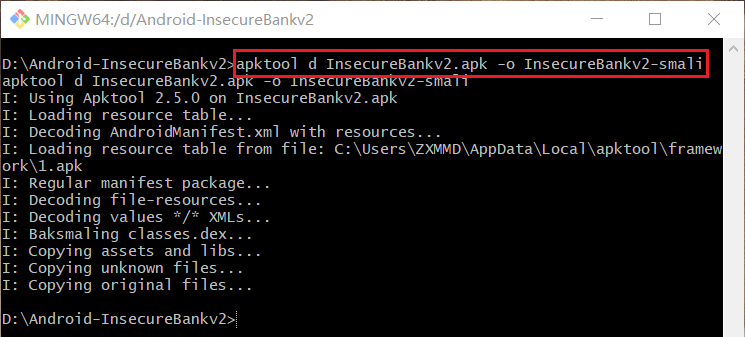 MINGW64:/d/Android-InsecureBankv2
D:\Android-InsecureBankv2>apktool d InsecureBankv2.apk -o InsecureBankv2-smali
apktool d InsecureBankv2.apk -o InsecureBankv2-smali
I: Using Apktool 2.5.0 on InsecureBankv2.apk
I: Loading resource table...
I: Decoding AndroidManifest.xml with resources...
I: Loading resource table from file: C:\Users\ZXMMD\AppData\Local\apktool\framew
ork\1.apk
I: Regular manifest package...
I: Decoding file-resources...
I: Decoding values */* XMLs...
I: Baksmaling classes.dex...
I: Copying assets and libs...
I: Copying unknown files...
I: Copying original files...
D:\Android-InsecureBankv2>